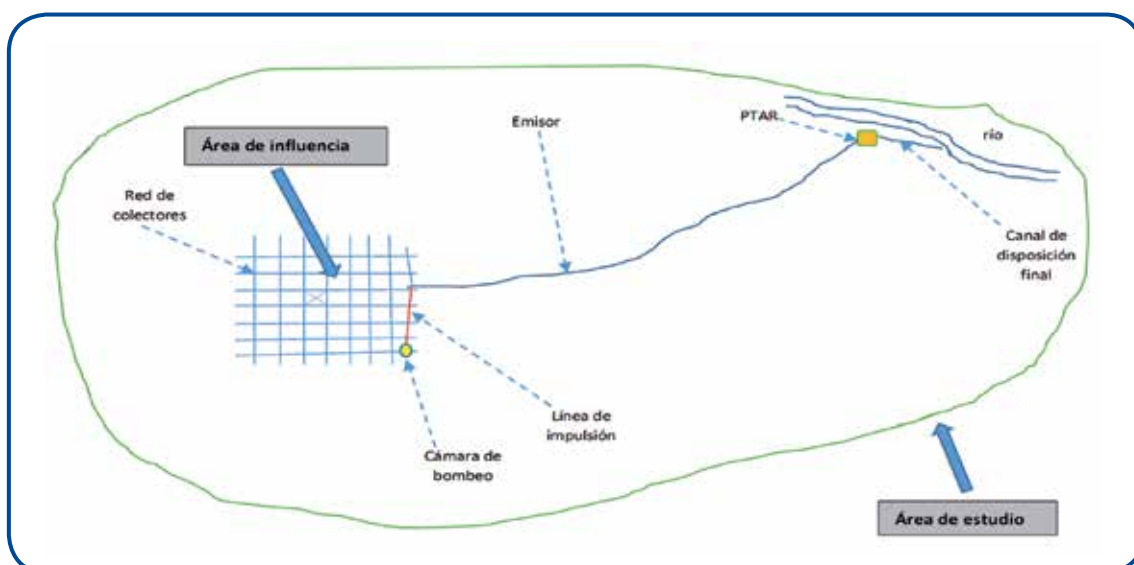 Emisor
PTAR
río
Área de influencia
Red de
colectores
Canal de
disposición
final
Línea de
impulsión
Cámara de
bombeo
Área de estudio